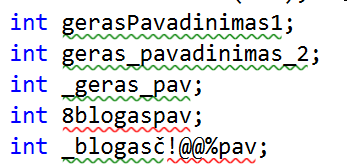 int gerasPavadinimas1;
int geras_pavadinimas_2;
int _geras_pav;
int 8blogaspav;
int _blogasč!@@%pav;